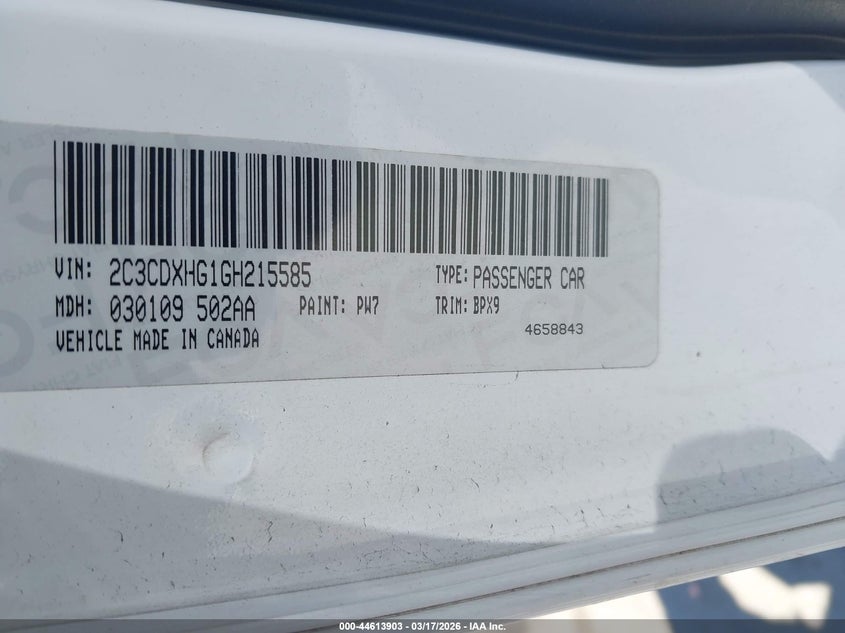 VIN: 2C3CDXHG1GH215585 TYPE: PASSENGER CAR
MDH: 030109 502AA PAINT: PW7 TRIM: BPX9
VEHICLE MADE IN CANADA 4658843
000-44613903 - 03/17/2026 - IAA Inc.